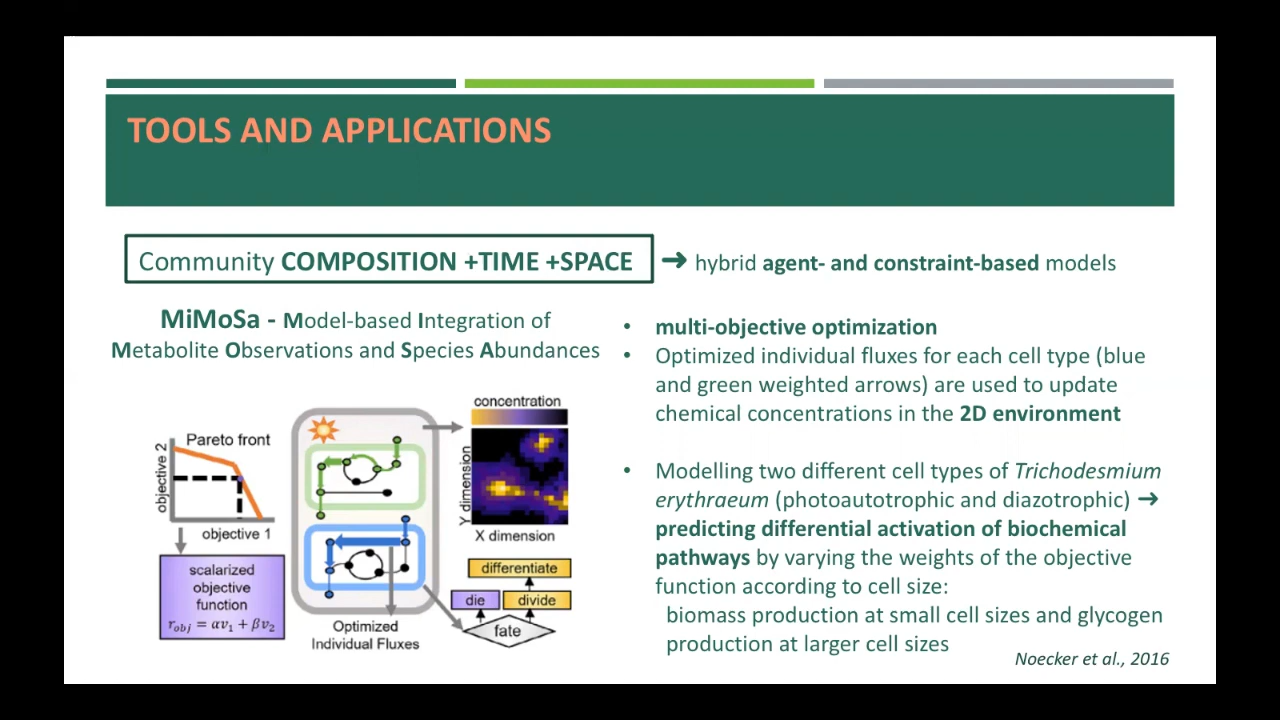 TOOLS AND APPLICATIONS
Community COMPOSITION +TIME +SPACE ➜ hybrid agent- and constraint-based models
MiMoSa - Model-based Integration of
Metabolite Observations and Species Abundances
Pareto front
objective 2
objective 1
scalarized
objective
function
r_obj = αv₁ + βv₂
Optimized
Individual Fluxes
concentration
Y dimension
X dimension
differentiate
die
divide
fate
• multi-objective optimization
• Optimized individual fluxes for each cell type (blue
and green weighted arrows) are used to update
chemical concentrations in the 2D environment
• Modelling two different cell types of Trichodesmium
erythraeum (photoautotrophic and diazotrophic) ➜
predicting differential activation of biochemical
pathways by varying the weights of the objective
function according to cell size:
biomass production at small cell sizes and glycogen
production at larger cell sizes
Noecker et al., 2016